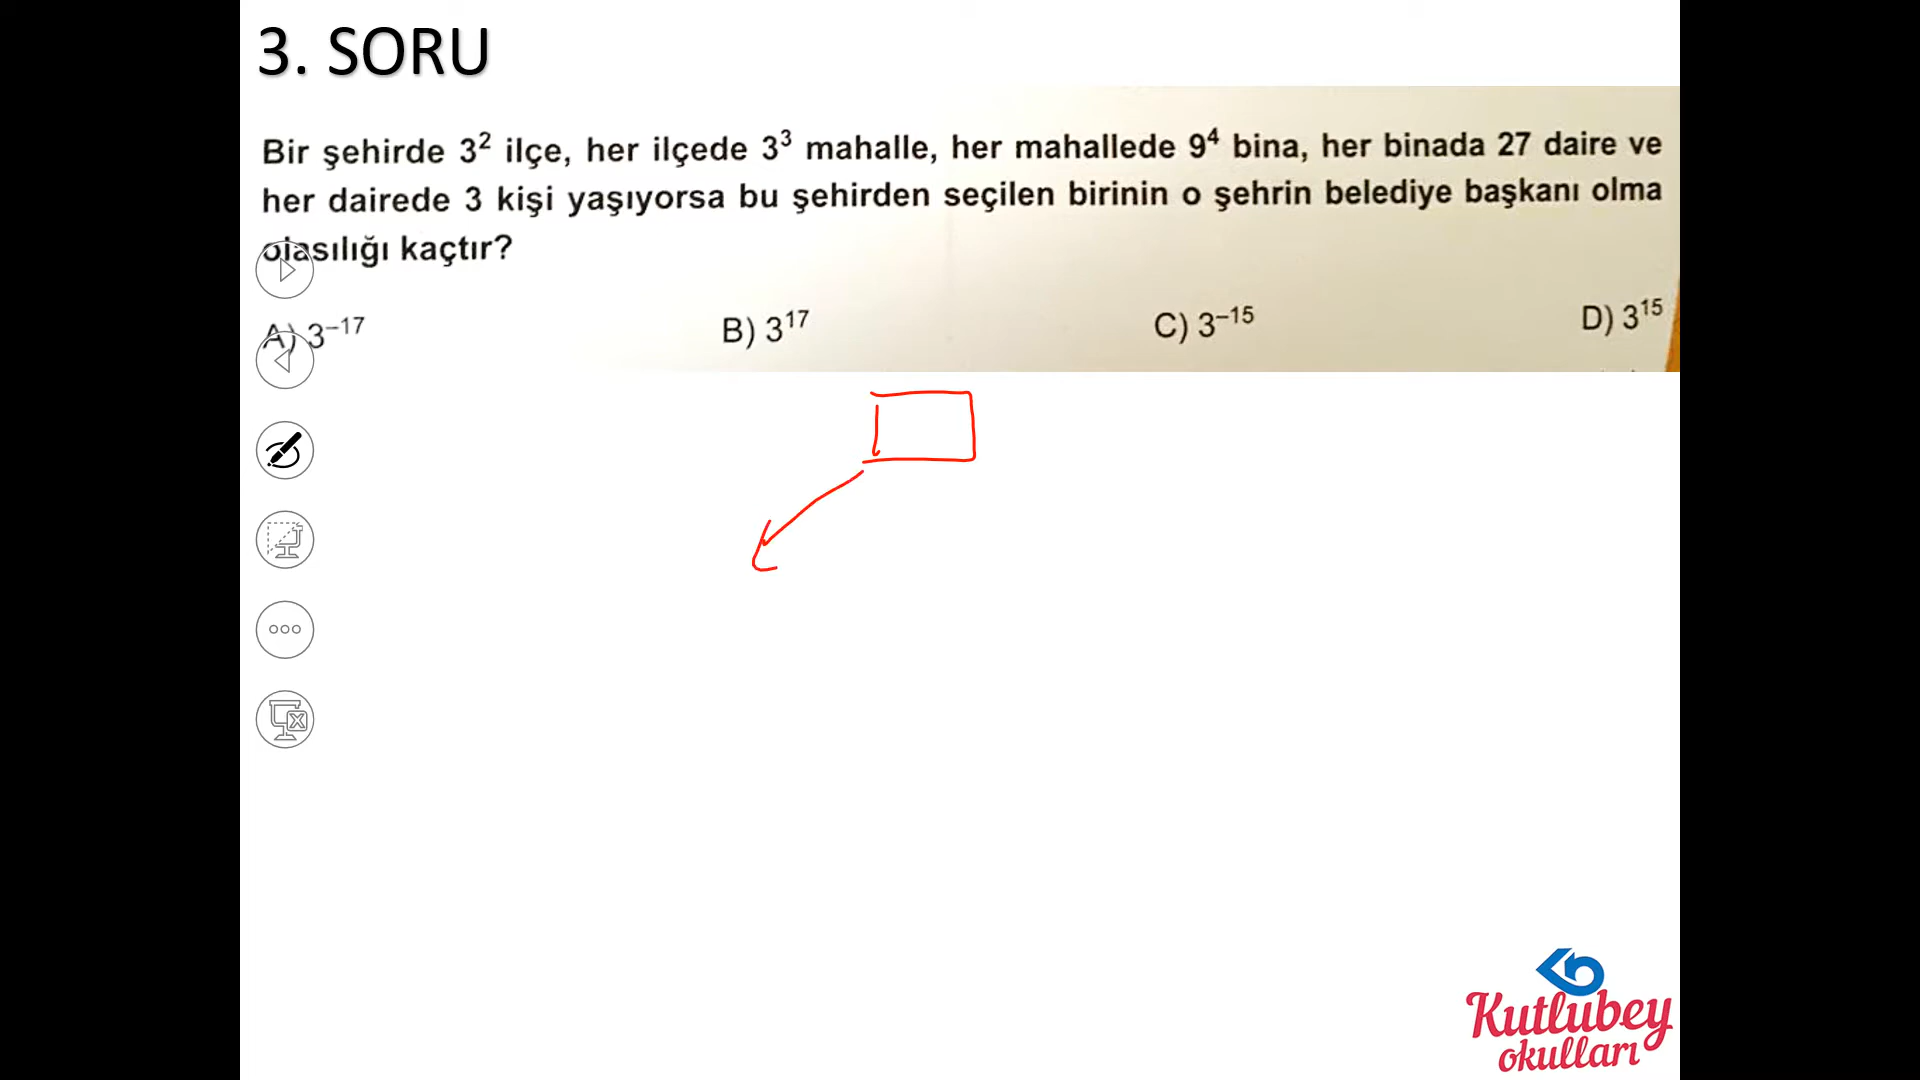 3. SORU
Bir şehirde 3² ilçe, her ilçede 3³ mahalle, her mahallede 9⁴ bina, her binada 27 daire ve
her dairede 3 kişi yaşıyorsa bu şehirden seçilen birinin o şehrin belediye başkanı olma
olasılığı kaçtır?
A) 3⁻¹⁷ B) 3¹⁷ C) 3⁻¹⁵ D) 3¹⁵
Kutlubey
okulları